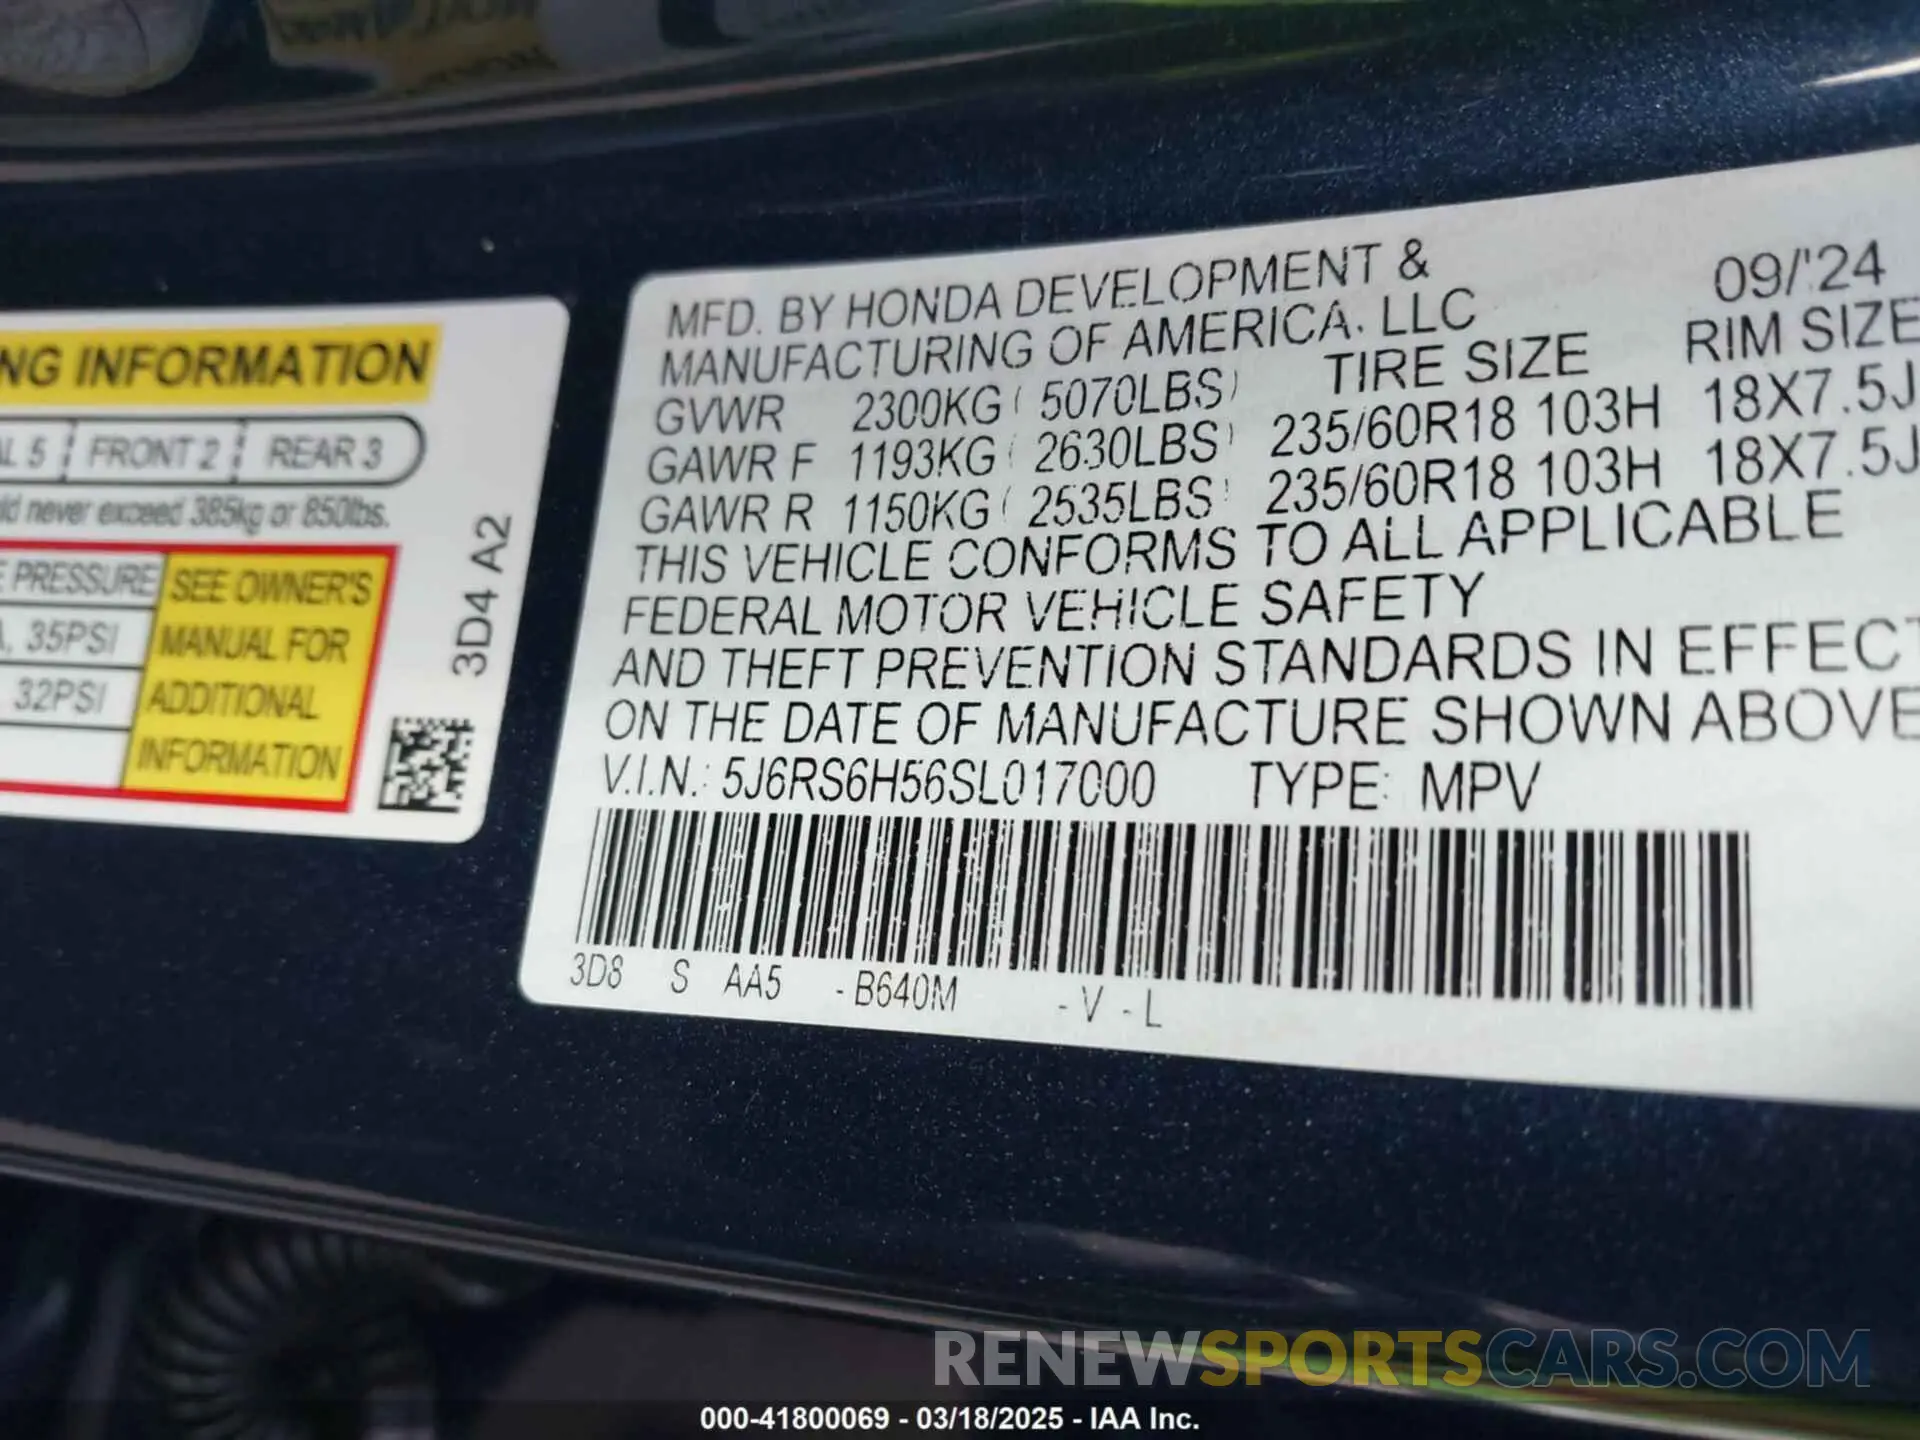 NG INFORMATION
AL 5 FRONT 2 REAR 3
never exceed 385kg or 850lbs.
PRESSURE
35PSI
32PSI
SEE OWNER'S
MANUAL FOR
ADDITIONAL
INFORMATION
3D4 A2
MFD. BY HONDA DEVELOPMENT & 09/'24
MANUFACTURING OF AMERICA, LLC
TIRE SIZE RIM SIZE
GVWR 2300KG ( 5070LBS)
GAWR F 1193KG ( 2630LBS) 235/60R18 103H 18X7.5J
GAWR R 1150KG ( 2535LBS) 235/60R18 103H 18X7.5J
THIS VEHICLE CONFORMS TO ALL APPLICABLE
FEDERAL MOTOR VEHICLE SAFETY
AND THEFT PREVENTION STANDARDS IN EFFECT
ON THE DATE OF MANUFACTURE SHOWN ABOVE
V.I.N.: 5J6RS6H56SL017000 TYPE: MPV
3D8 S AA5 - B640M - V - L
RENEWSPORTSCARS.COM
000-41800069 - 03/18/2025 - IAA Inc.